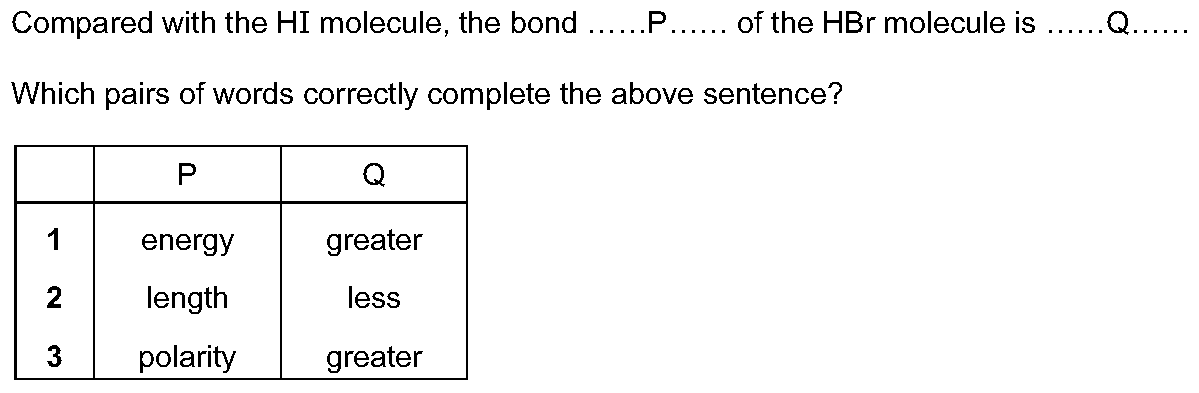 Compared with the HI molecule, the bond ......P...... of the HBr molecule is ......Q......
Which pairs of words correctly complete the above sentence?
P Q
1 energy greater
2 length less
3 polarity greater